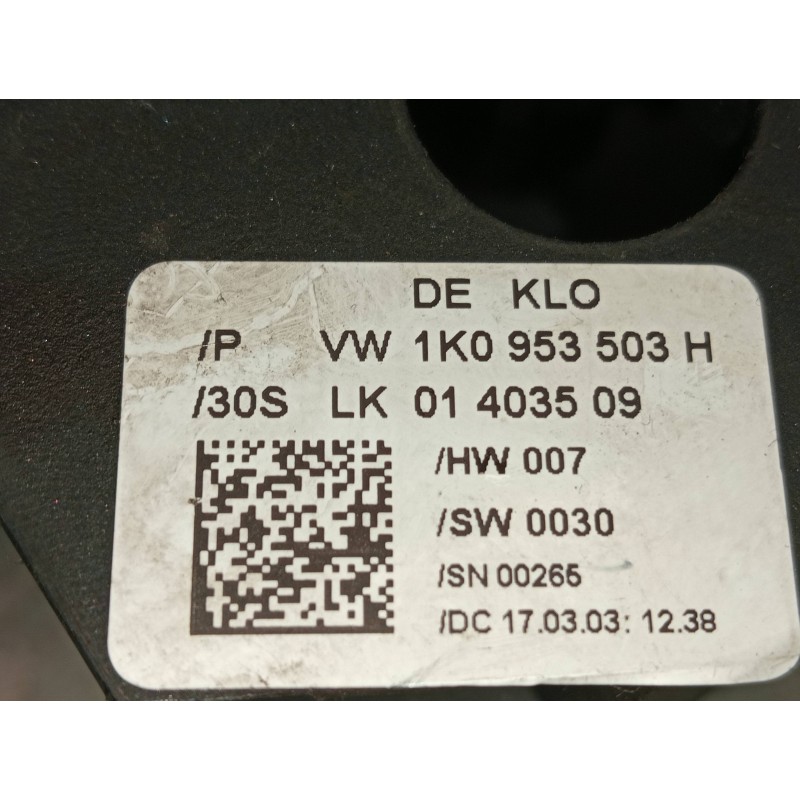 DE KLO
/P VW 1K0 953 503 H
/30S LK 01 4035 09
/HW 007
/SW 0030
/SN 00265
/DC 17.03.03: 12.38